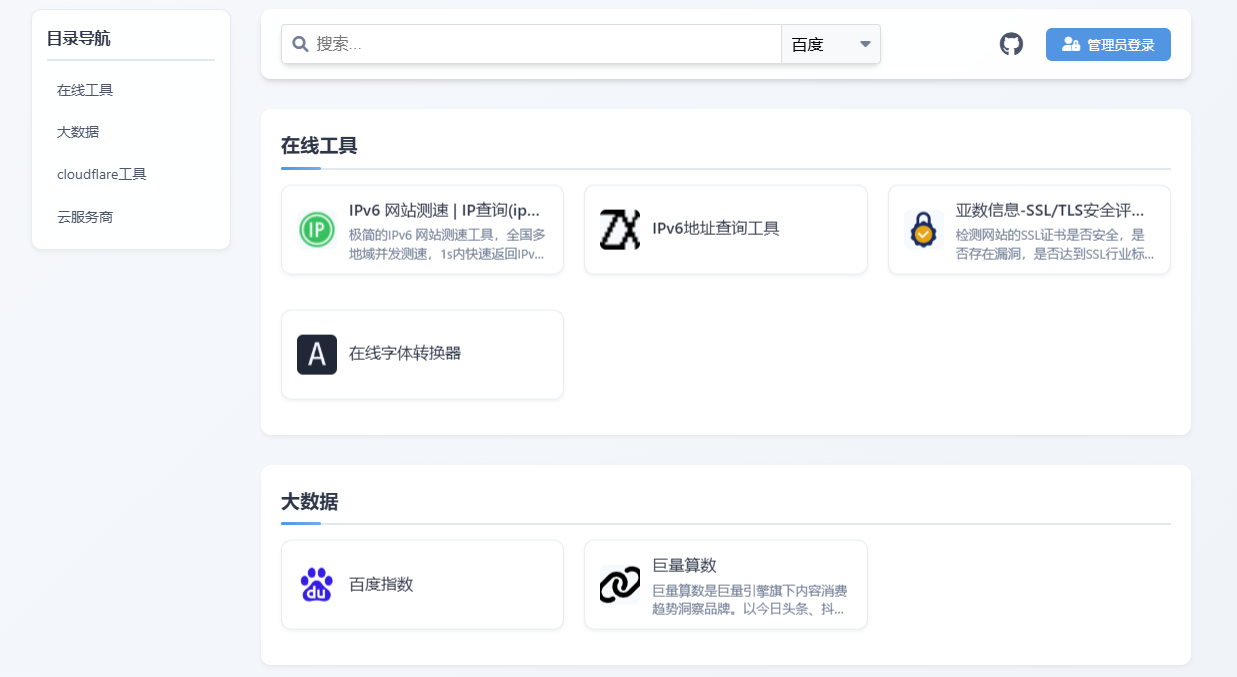 目录导航
在线工具
大数据
cloudflare工具
云服务商
搜索...
百度
管理员登录
在线工具
IP
IPv6 网站测速 | IP查询(ip...
极简的IPv6 网站测速工具，全国多
地域并发测速，1s内快速返回IPv...
ZX
IPv6地址查询工具
亚数信息-SSL/TLS安全评...
检测网站的SSL证书是否安全，是
否存在漏洞，是否达到SSL行业标...
A
在线字体转换器
大数据
du
百度指数
巨量算数
巨量算数是巨量引擎旗下内容消费
趋势洞察品牌。以今日头条、抖...